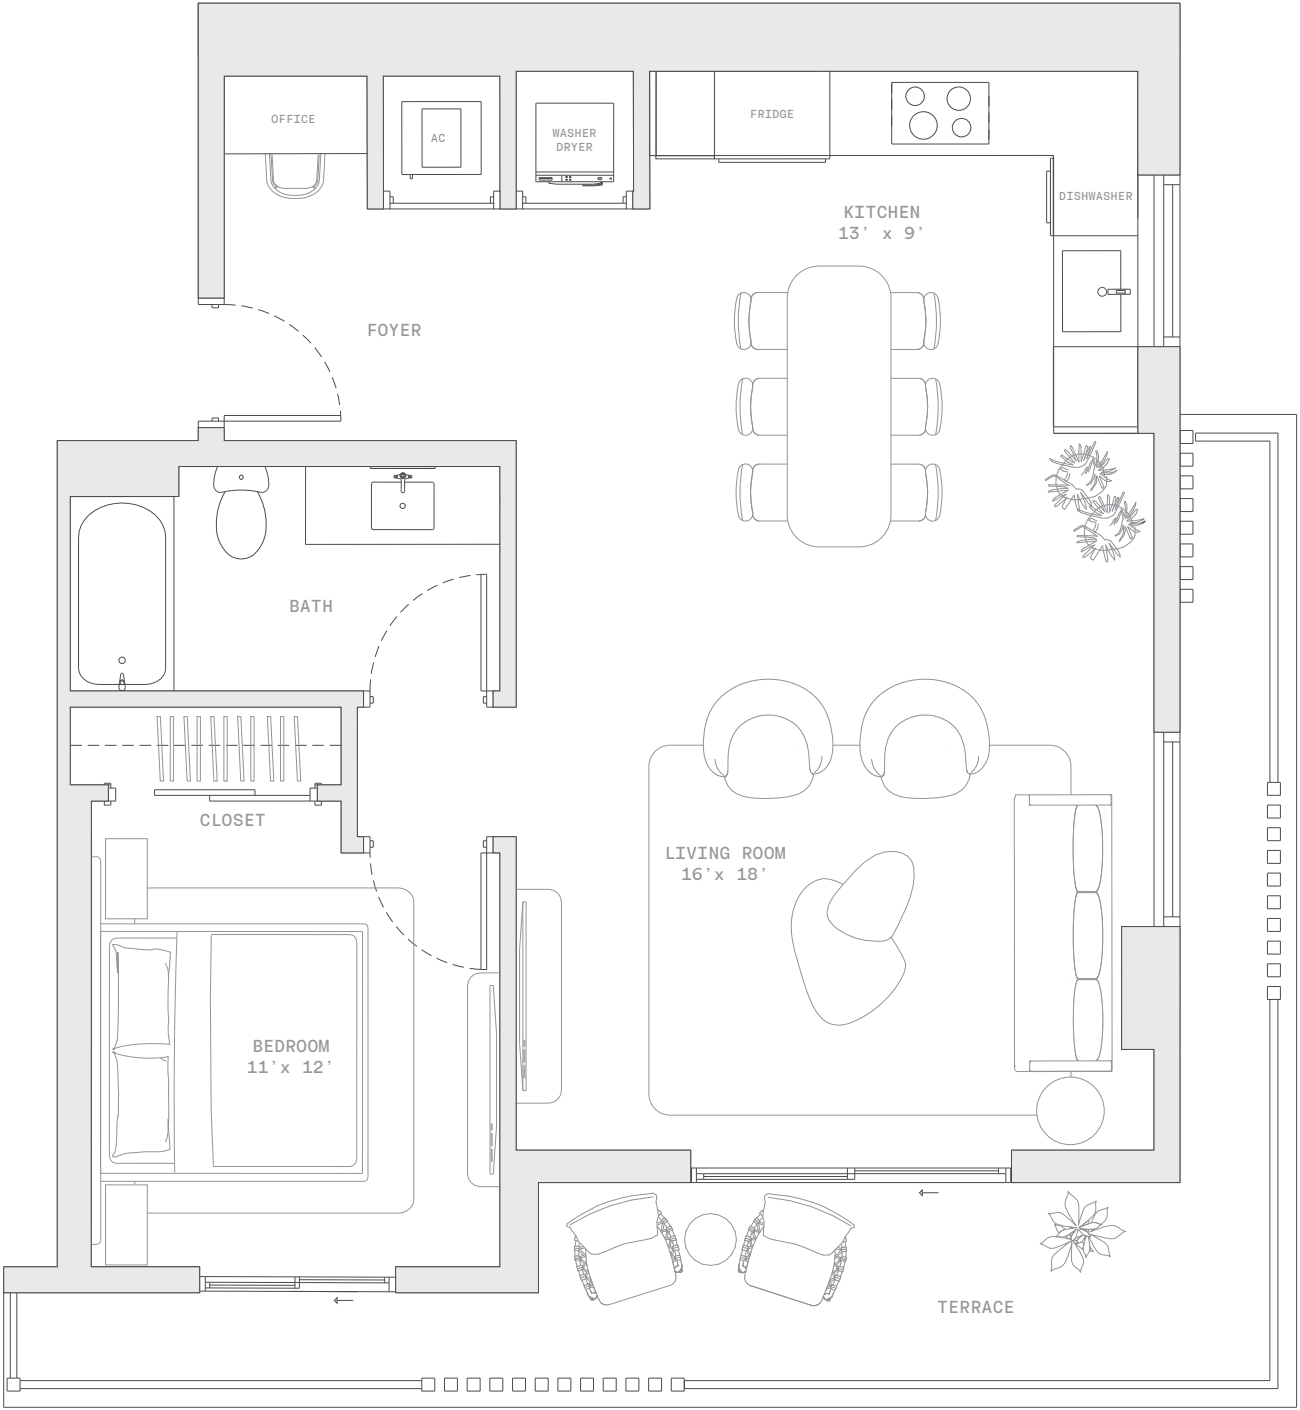 OFFICE
AC
WASHER
DRYER
FRIDGE
DISHWASHER
KITCHEN
13' x 9'
FOYER
BATH
CLOSET
LIVING ROOM
16'x 18'
BEDROOM
11'x 12'
TERRACE